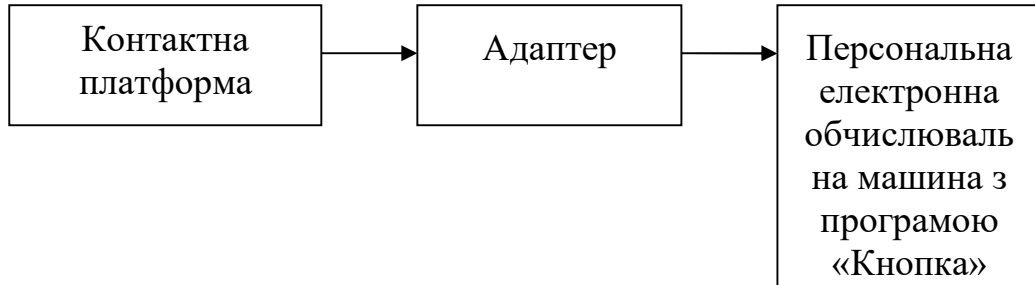 Контактна
платформа
Адаптер
Персональна
електронна
обчислюваль
на машина з
програмою
«Кнопка»